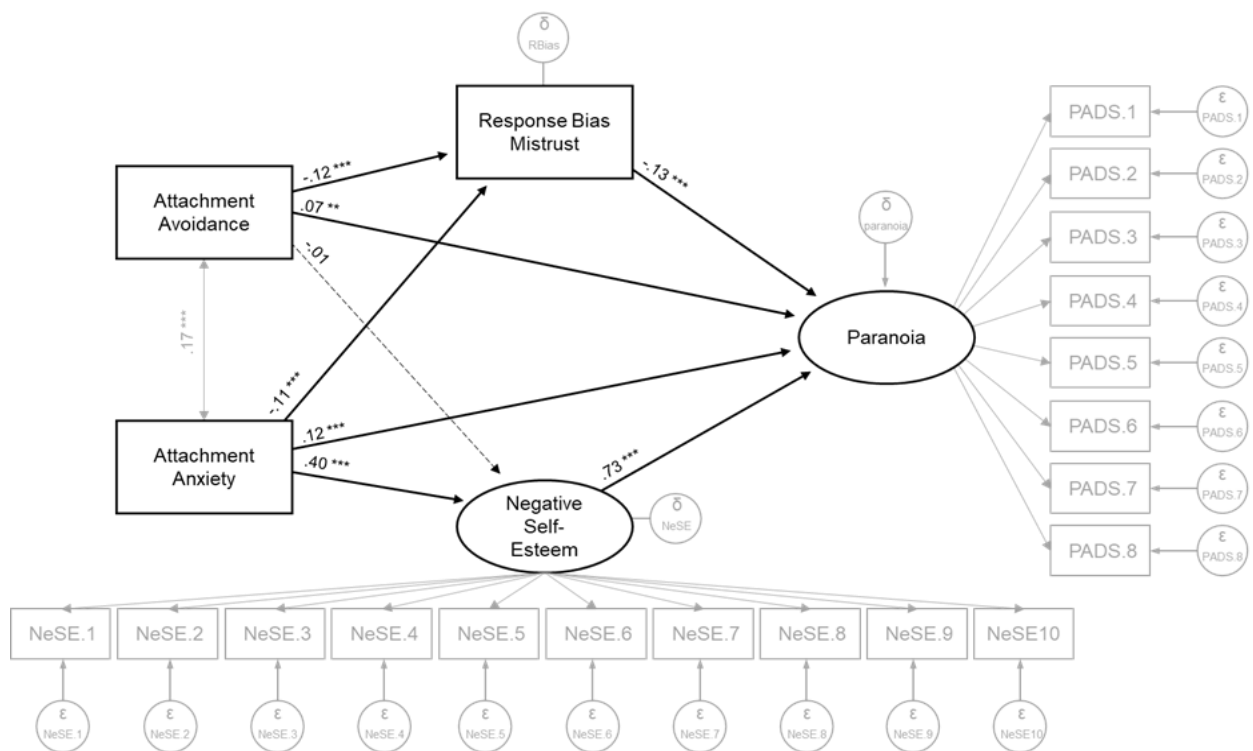 δ
RBias
Response Bias
Mistrust
Attachment
Avoidance
-.12 ***
.07 **
-.01
-.13 ***
δ
paranoia
Paranoia
.17 ***
-.11 ***
.12 ***
.40 ***
.73 ***
Attachment
Anxiety
Negative
Self-
Esteem
δ
NeSE
PADS.1
ε
PADS.1
PADS.2
ε
PADS.2
PADS.3
ε
PADS.3
PADS.4
ε
PADS.4
PADS.5
ε
PADS.5
PADS.6
ε
PADS.6
PADS.7
ε
PADS.7
PADS.8
ε
PADS.8
NeSE.1
NeSE.2
NeSE.3
NeSE.4
NeSE.5
NeSE.6
NeSE.7
NeSE.8
NeSE.9
NeSE10
ε
NeSE.1
ε
NeSE.2
ε
NeSE.3
ε
NeSE.4
ε
NeSE.5
ε
NeSE.6
ε
NeSE.7
ε
NeSE.8
ε
NeSE.9
ε
NeSE10